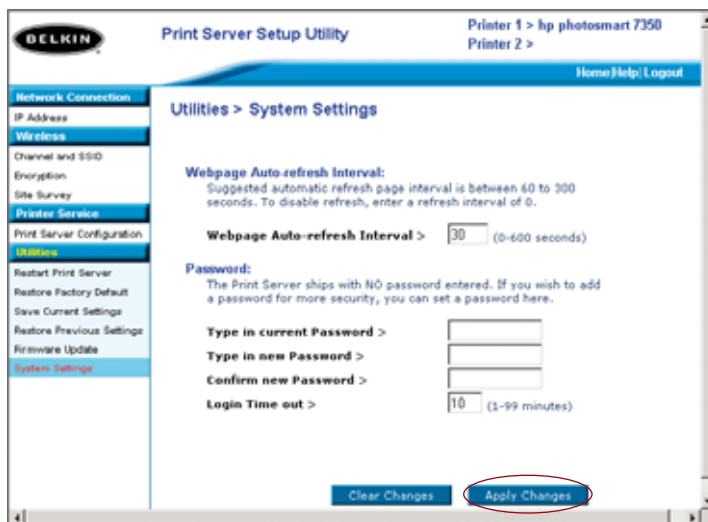 BELKIN
Print Server Setup Utility
Printer 1 > hp photosmart 7350
Printer 2 >
Home|Help|Logout
Network Connection
IP Address
Wireless
Channel and SSID
Encryption
Site Survey
Printer Service
Print Server Configuration
Utilities
Restart Print Server
Restore Factory Default
Save Current Settings
Restore Previous Settings
Firmware Update
System Settings
Utilities > System Settings
Webpage Auto-refresh Interval:
Suggested automatic refresh page interval is between 60 to 300
seconds. To disable refresh, enter a refresh interval of 0.
Webpage Auto-refresh Interval > 30 (0-600 seconds)
Password:
The Print Server ships with NO password entered. If you wish to add
a password for more security, you can set a password here.
Type in current Password >
Type in new Password >
Confirm new Password >
Login Time out > 10 (1-99 minutes)
Clear Changes Apply Changes